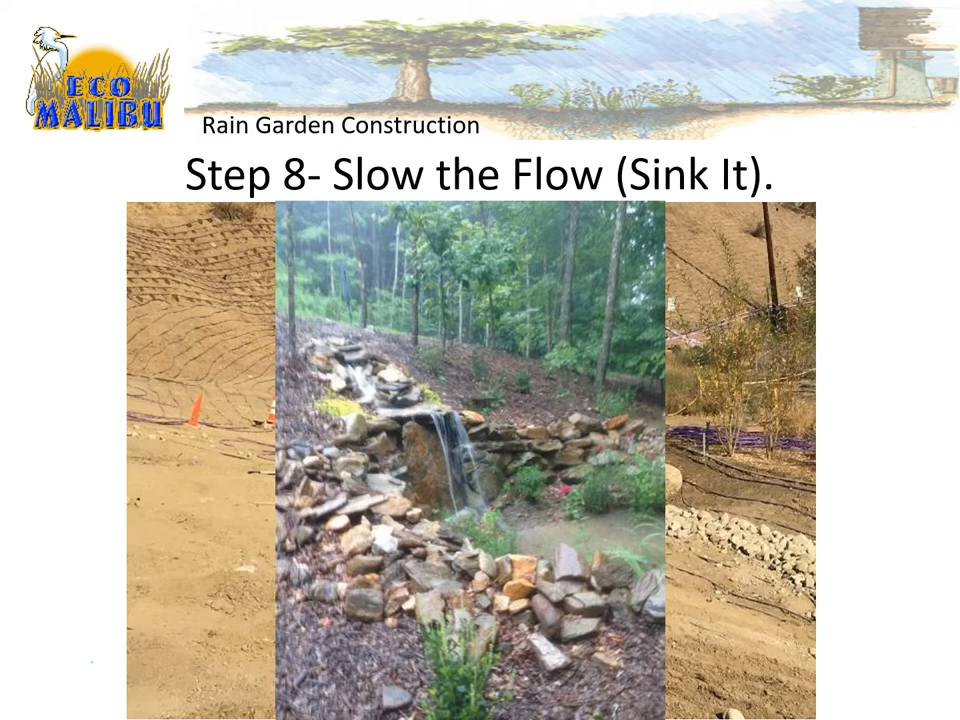 ECO
MALIBU
Rain Garden Construction
Step 8- Slow the Flow (Sink It).